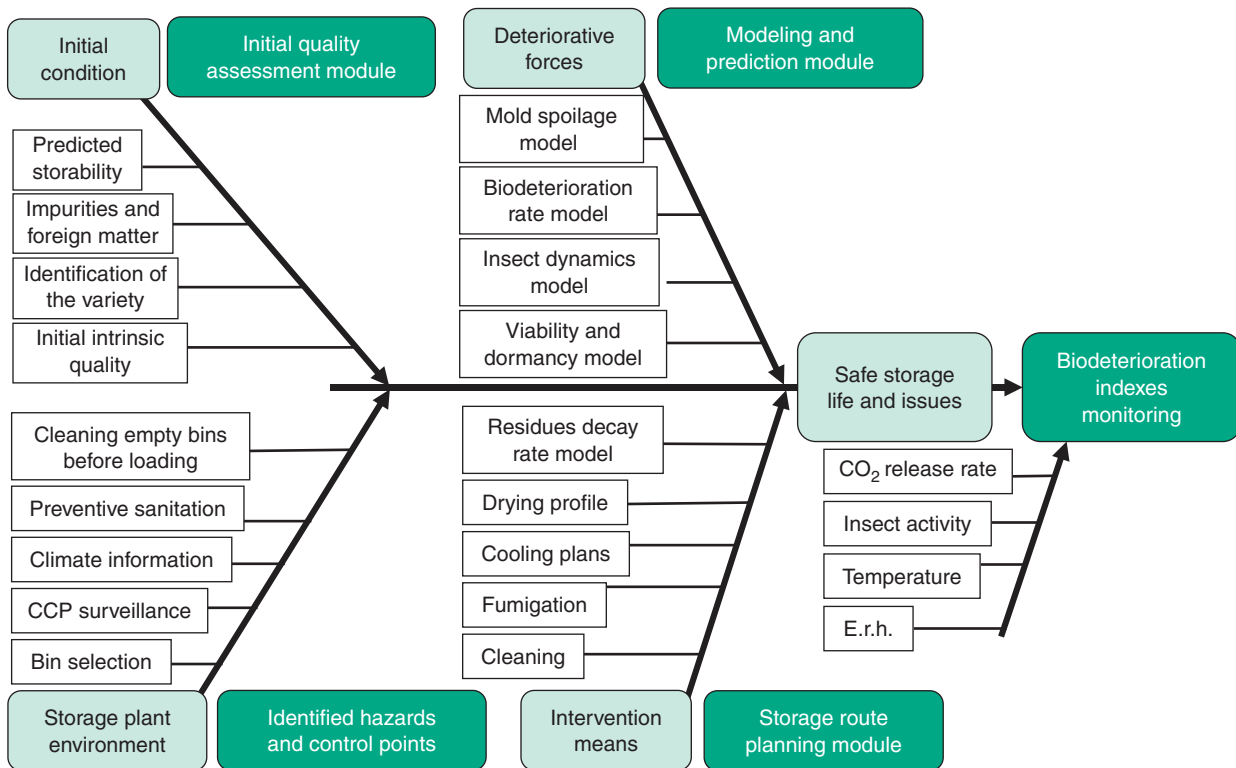 Initial
condition
Initial quality
assessment module
Deteriorative
forces
Modeling and
prediction module
Predicted
storability
Impurities and
foreign matter
Identification of
the variety
Initial intrinsic
quality
Mold spoilage
model
Biodeterioration
rate model
Insect dynamics
model
Viability and
dormancy model
Safe storage
life and issues
Biodeterioration
indexes
monitoring
Cleaning empty bins
before loading
Preventive sanitation
Climate information
CCP surveillance
Bin selection
Residues decay
rate model
Drying profile
Cooling plans
Fumigation
Cleaning
CO₂ release rate
Insect activity
Temperature
E.r.h.
Storage plant
environment
Identified hazards
and control points
Intervention
means
Storage route
planning module